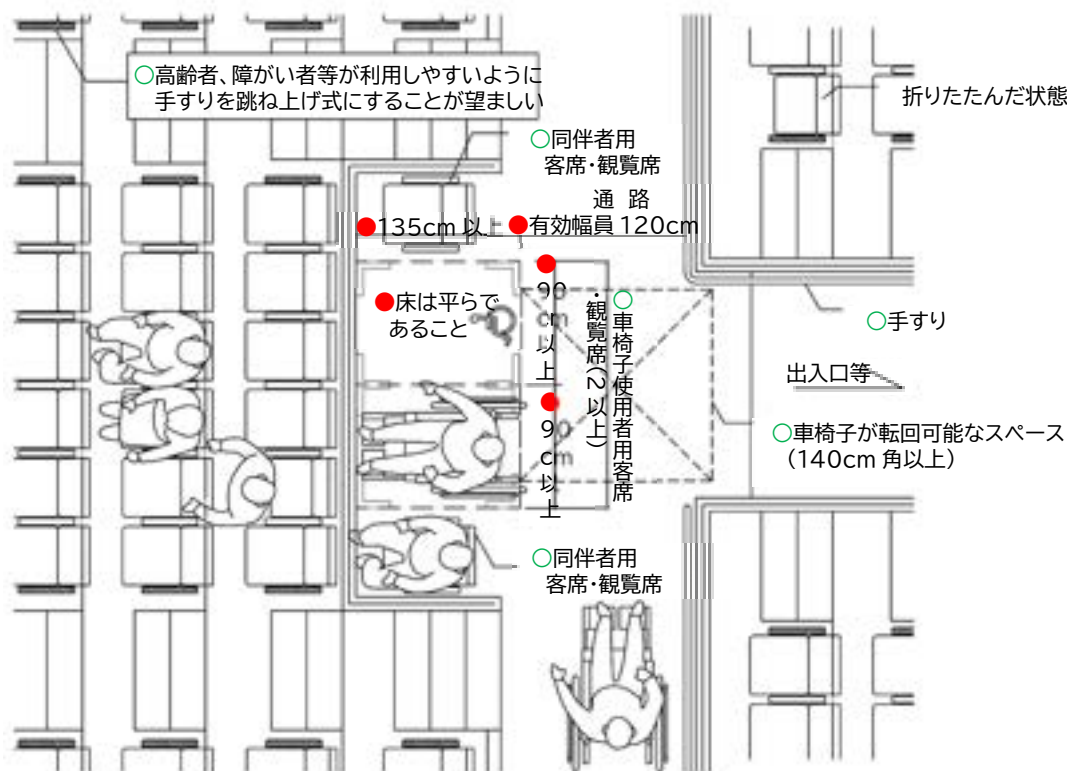 ○高齢者、障がい者等が利用しやすいように
手すりを跳ね上げ式にすることが望ましい
折りたたんだ状態
○同伴者用
客席・観覧席
通 路
●135cm 以上
●有効幅員 120cm
●床は平らで
あること
●90cm以上
○車椅子使用者用客席
・観覧席(2以上)
○手すり
出入口等
●90cm以上
○車椅子が転回可能なスペース
(140cm 角以上)
○同伴者用
客席・観覧席